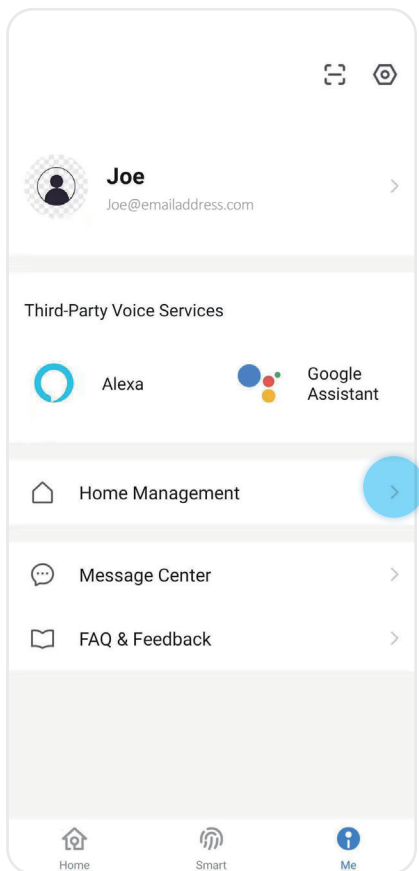 Joe
Joe@emailaddress.com
Third-Party Voice Services
Alexa
Google
Assistant
Home Management
Message Center
FAQ & Feedback
Home
Smart
Me